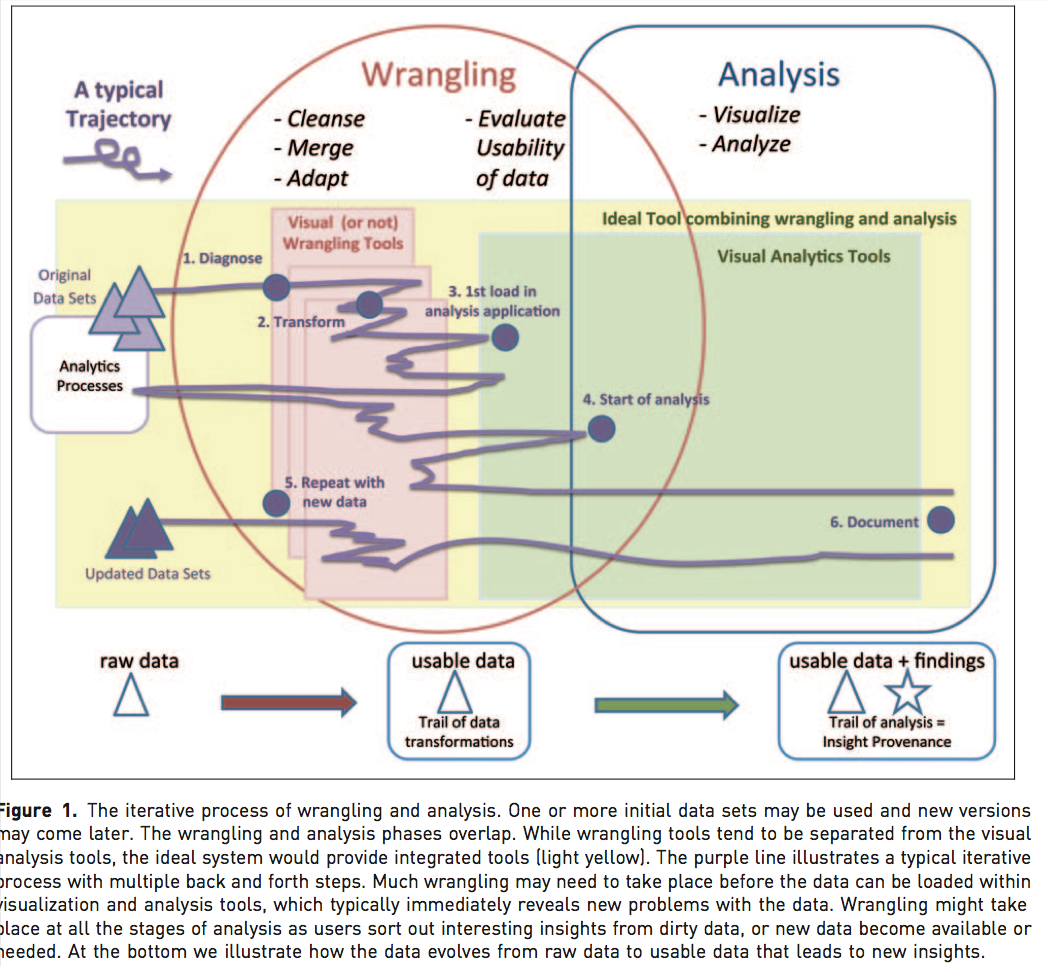 Wrangling
Analysis
A typical
Trajectory
- Cleanse
- Merge
- Adapt
- Evaluate
Usability
of data
- Visualize
- Analyze
Ideal Tool combining wrangling and analysis
Visual (or not)
Wrangling Tools
Visual Analytics Tools
Original
Data Sets
1. Diagnose
2. Transform
3. 1st load in
analysis application
Analytics
Processes
4. Start of analysis
5. Repeat with
new data
6. Document
Updated Data Sets
raw data
usable data
Trail of data
transformations
usable data + findings
Trail of analysis =
Insight Provenance
Figure 1. The iterative process of wrangling and analysis. One or more initial data sets may be used and new versions
may come later. The wrangling and analysis phases overlap. While wrangling tools tend to be separated from the visual
analysis tools, the ideal system would provide integrated tools (light yellow). The purple line illustrates a typical iterative
process with multiple back and forth steps. Much wrangling may need to take place before the data can be loaded within
visualization and analysis tools, which typically immediately reveals new problems with the data. Wrangling might take
place at all the stages of analysis as users sort out interesting insights from dirty data, or new data become available or
needed. At the bottom we illustrate how the data evolves from raw data to usable data that leads to new insights.